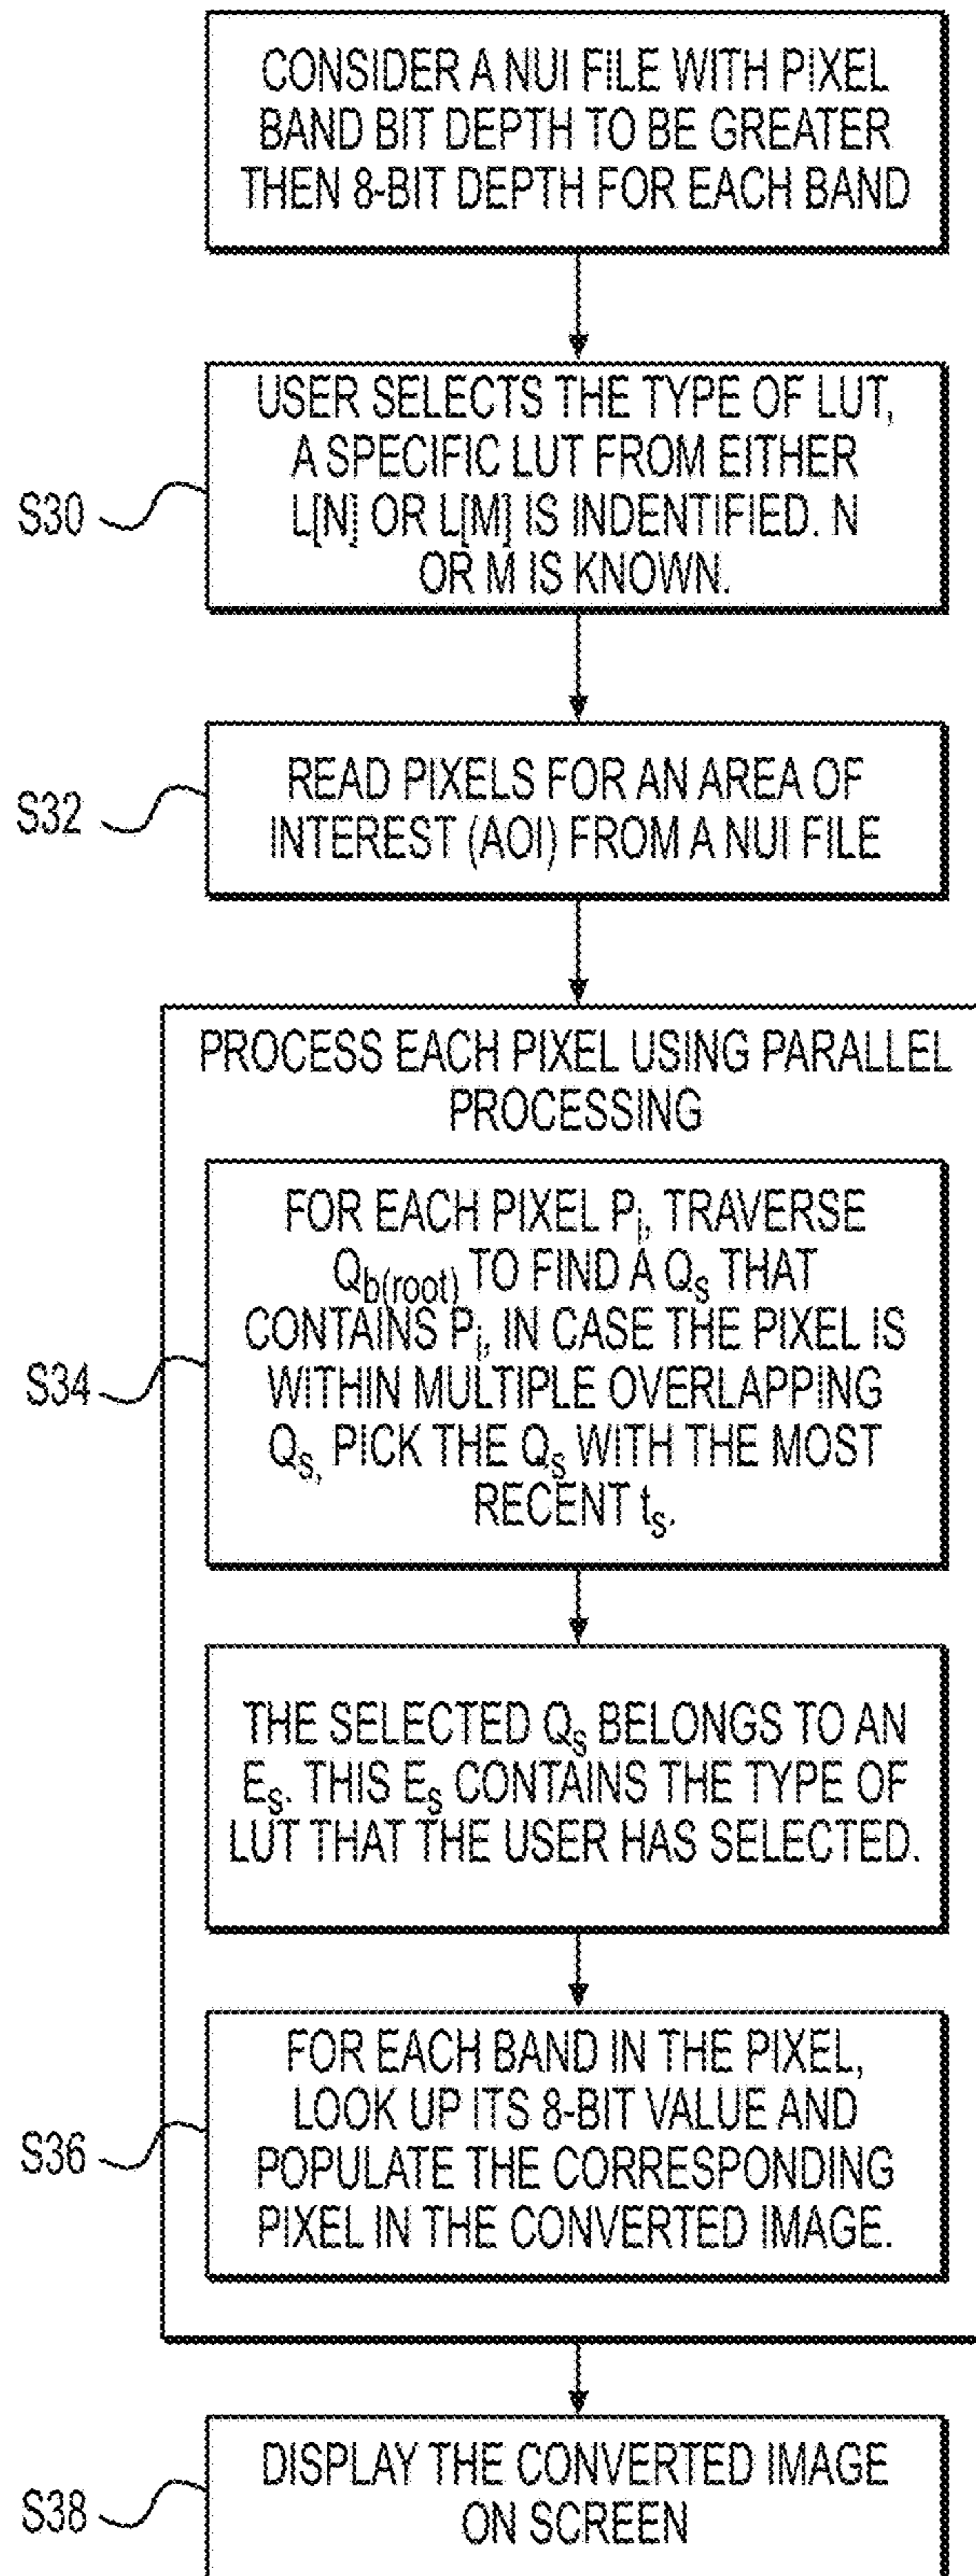 CONSIDER A NUI FILE WITH PIXEL
BAND BIT DEPTH TO BE GREATER
THEN 8-BIT DEPTH FOR EACH BAND
USER SELECTS THE TYPE OF LUT,
A SPECIFIC LUT FROM EITHER
L[N] OR L[M] IS INDENTIFIED. N
OR M IS KNOWN.
S30
READ PIXELS FOR AN AREA OF
INTEREST (AOI) FROM A NUI FILE
S32
PROCESS EACH PIXEL USING PARALLEL
PROCESSING
FOR EACH PIXEL Pi, TRAVERSE
Qb(root) TO FIND A Qs THAT
CONTAINS Pi, IN CASE THE PIXEL IS
WITHIN MULTIPLE OVERLAPPING
Qs, PICK THE Qs WITH THE MOST
RECENT ts.
S34
THE SELECTED Qs BELONGS TO AN
Es. THIS Es CONTAINS THE TYPE OF
LUT THAT THE USER HAS SELECTED.
FOR EACH BAND IN THE PIXEL,
LOOK UP ITS 8-BIT VALUE AND
POPULATE THE CORRESPONDING
PIXEL IN THE CONVERTED IMAGE.
S36
DISPLAY THE CONVERTED IMAGE
ON SCREEN
S38